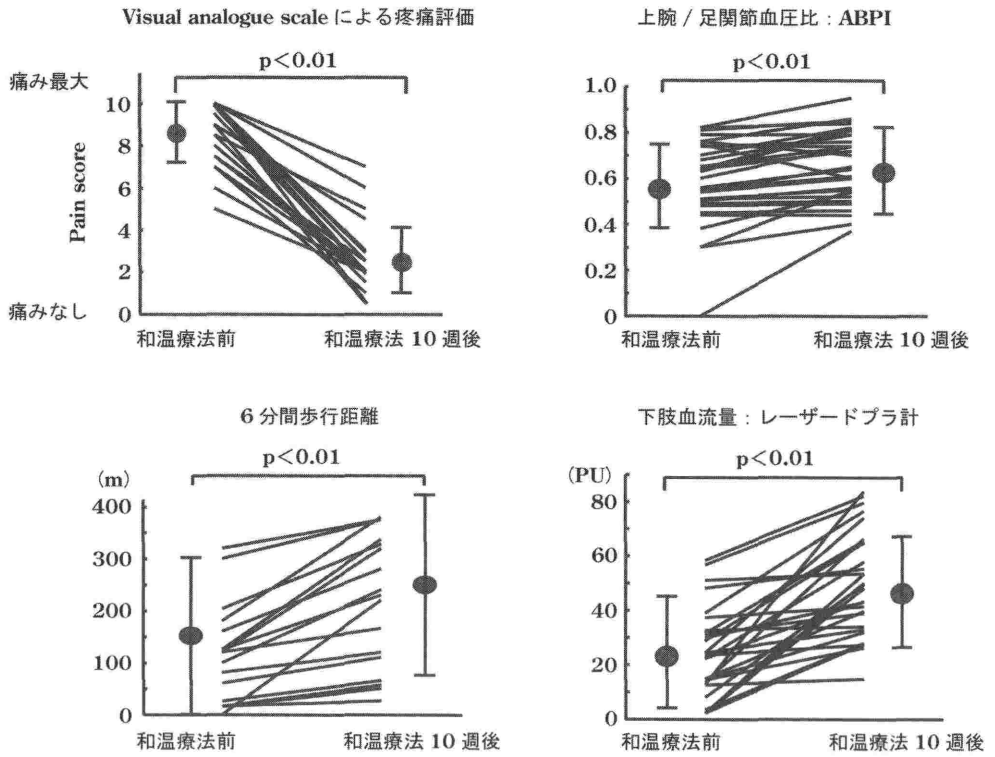 Visual analogue scale による疼痛評価
p<0.01
痛み最大
10
8
6
4
2
0
Pain score
痛みなし
和温療法前
和温療法 10 週後
上腕 / 足関節血圧比 : ABPI
p<0.01
1.0
0.8
0.6
0.4
0.2
0
和温療法前
和温療法 10 週後
6 分間歩行距離
p<0.01
(m)
400
300
200
100
0
和温療法前
和温療法 10 週後
下肢血流量 : レーザードプラ計
p<0.01
(PU)
80
60
40
20
0
和温療法前
和温療法 10 週後